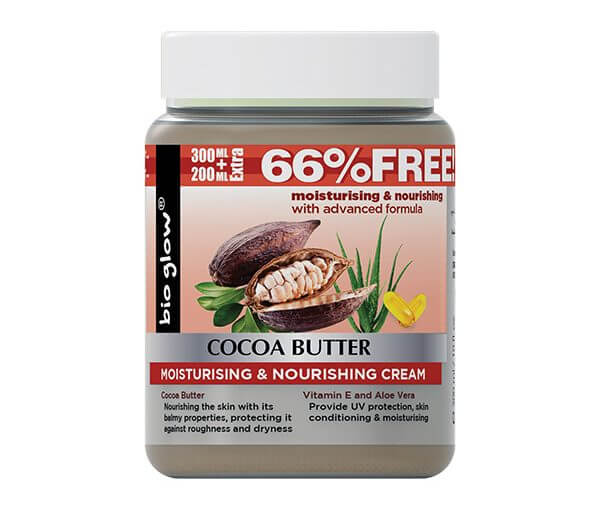 300ML
+
200ML
Extra
66%FREE!
moisturising & nourishing
with advanced formula
bio glow®
COCOA BUTTER
MOISTURISING & NOURISHING CREAM
Cocoa Butter
Nourishing the skin with its
balmy properties, protecting it
against roughness and dryness
Vitamin E and Aloe Vera
Provide UV protection, skin
conditioning & moisturising